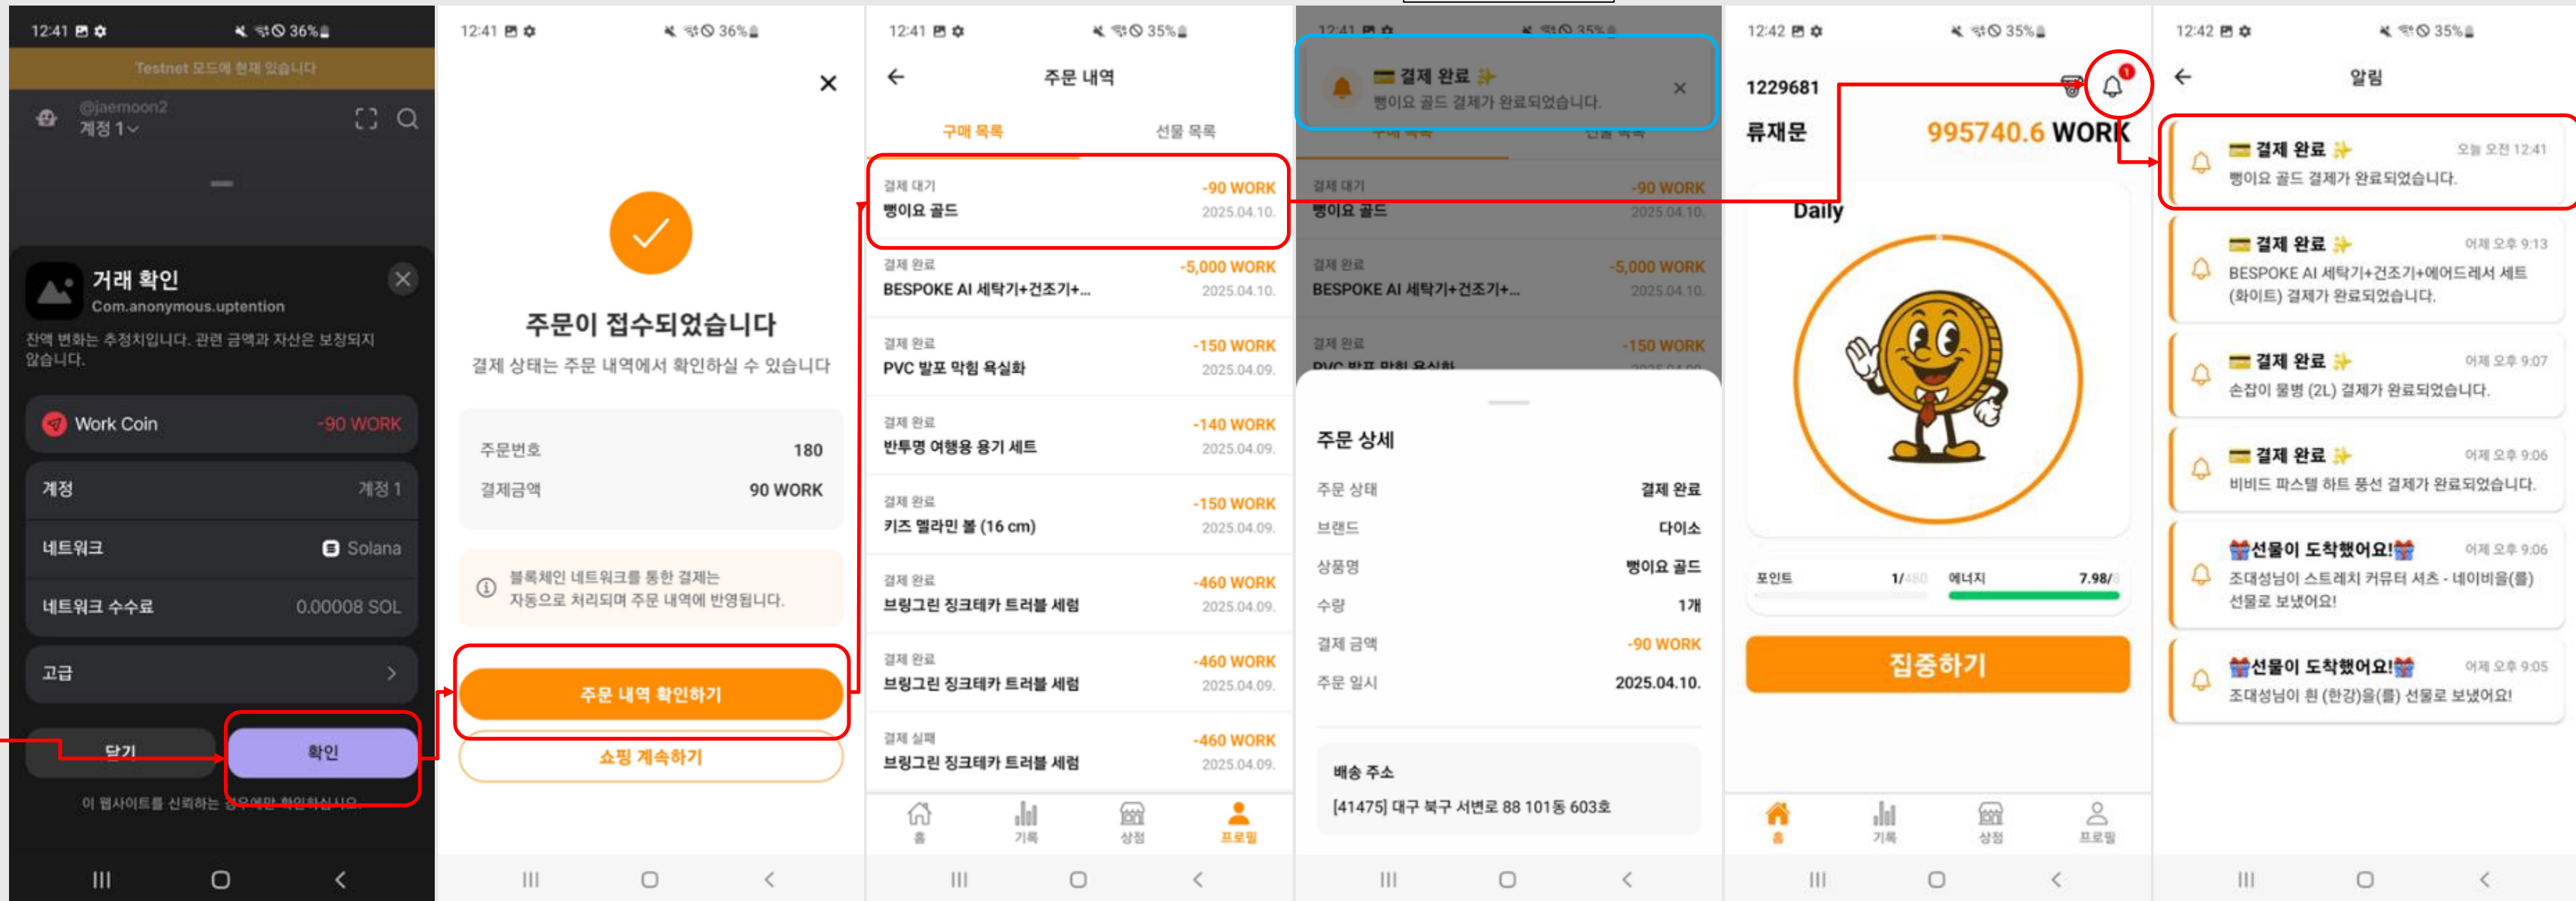 12:41
36%
Testnet 모드에 현재 있습니다
@jaemoon2
계정 1
거래 확인
Com.anonymous.uptention
잔액 변화는 추정치입니다. 관련 금액과 자산은 보장되지
않습니다.
Work Coin
-90 WORK
계정
계정 1
네트워크
Solana
네트워크 수수료
0.00008 SOL
고급
닫기
확인
이 웹사이트를 신뢰하는 경우에만 확인하십시오.
12:41
36%
주문이 접수되었습니다
결제 상태는 주문 내역에서 확인하실 수 있습니다
주문번호
180
결제금액
90 WORK
블록체인 네트워크를 통한 결제는
자동으로 처리되며 주문 내역에 반영됩니다.
주문 내역 확인하기
쇼핑 계속하기
12:41
35%
주문 내역
구매 목록
선물 목록
결제 대기
-90 WORK
뻥이요 골드
2025.04.10.
결제 완료
-5,000 WORK
BESPOKE AI 세탁기+건조기+...
2025.04.10.
결제 완료
-150 WORK
PVC 발포 막힘 욕실화
2025.04.09.
결제 완료
-140 WORK
반투명 여행용 용기 세트
2025.04.09.
결제 완료
-150 WORK
키즈 멜라민 볼 (16 cm)
2025.04.09.
결제 완료
-460 WORK
브링그린 징크테카 트러블 세럼
2025.04.09.
결제 완료
-460 WORK
브링그린 징크테카 트러블 세럼
2025.04.09.
결제 실패
-460 WORK
브링그린 징크테카 트러블 세럼
2025.04.09.
홈
기록
상점
프로필
12:41
35%
💳 결제 완료 ✨
뻥이요 골드 결제가 완료되었습니다.
구매 목록
선물 목록
결제 대기
-90 WORK
뻥이요 골드
2025.04.10.
결제 완료
-5,000 WORK
BESPOKE AI 세탁기+건조기+...
2025.04.10.
결제 완료
-150 WORK
PVC 발포 막힘 욕실화
2025.04.09.
주문 상세
주문 상태
결제 완료
브랜드
다이소
상품명
뻥이요 골드
수량
1개
결제 금액
-90 WORK
주문 일시
2025.04.10.
배송 주소
[41475] 대구 북구 서변로 88 101동 603호
12:42
35%
1229681
1
류재문
995740.6 WORK
Daily
포인트
1/480
에너지
7.98/8
집중하기
홈
기록
상점
프로필
12:42
35%
알림
💳 결제 완료 ✨
오늘 오전 12:41
뻥이요 골드 결제가 완료되었습니다.
💳 결제 완료 ✨
어제 오후 9:13
BESPOKE AI 세탁기+건조기+에어드레서 세트
(화이트) 결제가 완료되었습니다.
💳 결제 완료 ✨
어제 오후 9:07
손잡이 물병 (2L) 결제가 완료되었습니다.
💳 결제 완료 ✨
어제 오후 9:06
비비드 파스텔 하트 풍선 결제가 완료되었습니다.
🎁선물이 도착했어요!🎁
어제 오후 9:06
조대성님이 스트레치 커뮤터 셔츠 - 네이비을(를)
선물로 보냈어요!
🎁선물이 도착했어요!🎁
어제 오후 9:05
조대성님이 흰 (한강)을(를) 선물로 보냈어요!